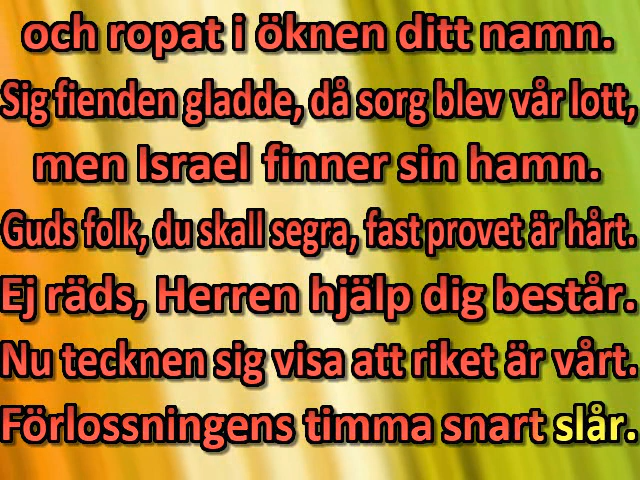 och ropat i öknen ditt namn.
Sig fienden gladde, då sorg blev vår lott,
men Israel finner sin hamn.
Guds folk, du skall segra, fast provet är hårt.
Ej räds, Herren hjälp dig består.
Nu tecknen sig visa att riket är vårt.
Förlossningens timma snart slår.